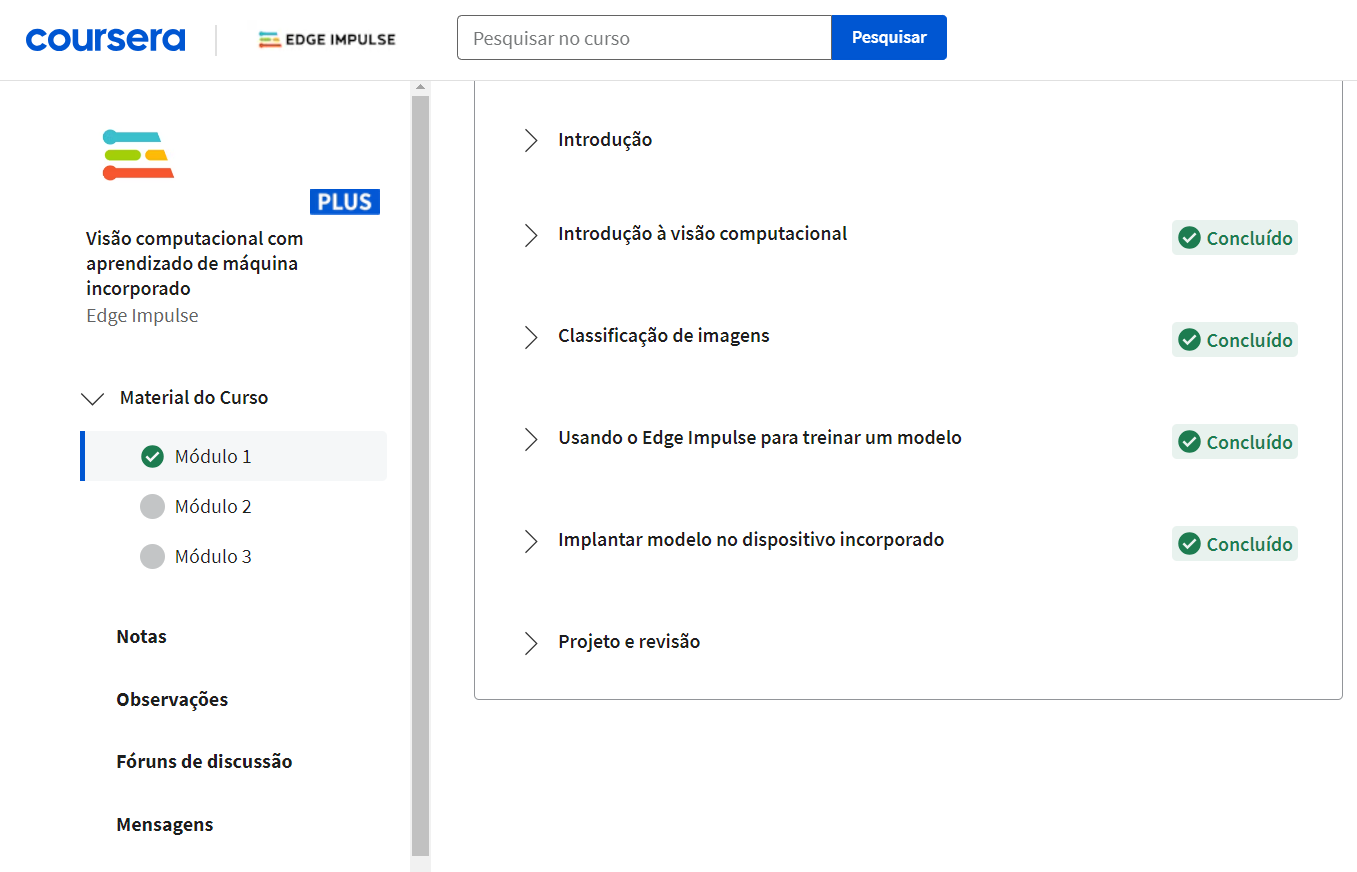 coursera
EDGE IMPULSE
Pesquisar no curso
Pesquisar
PLUS
Visão computacional com
aprendizado de máquina
incorporado
Edge Impulse
Material do Curso
Módulo 1
Módulo 2
Módulo 3
Notas
Observações
Fóruns de discussão
Mensagens
Introdução
Introdução à visão computacional
Concluído
Classificação de imagens
Concluído
Usando o Edge Impulse para treinar um modelo
Concluído
Implantar modelo no dispositivo incorporado
Concluído
Projeto e revisão